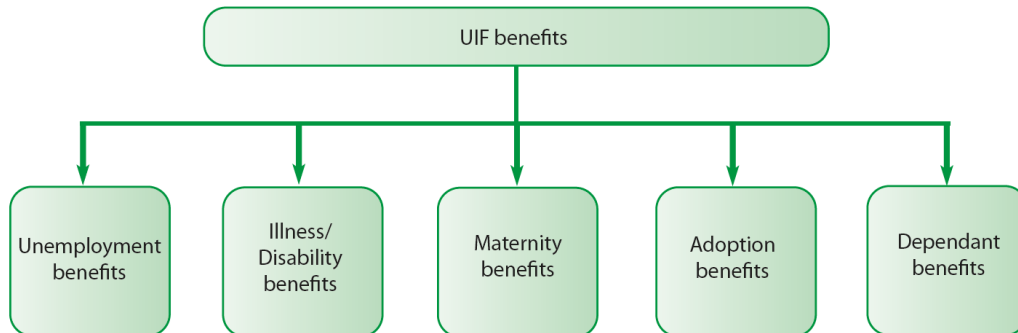 UIF benefits
Unemployment
benefits
Illness/
Disability
benefits
Maternity
benefits
Adoption
benefits
Dependant
benefits